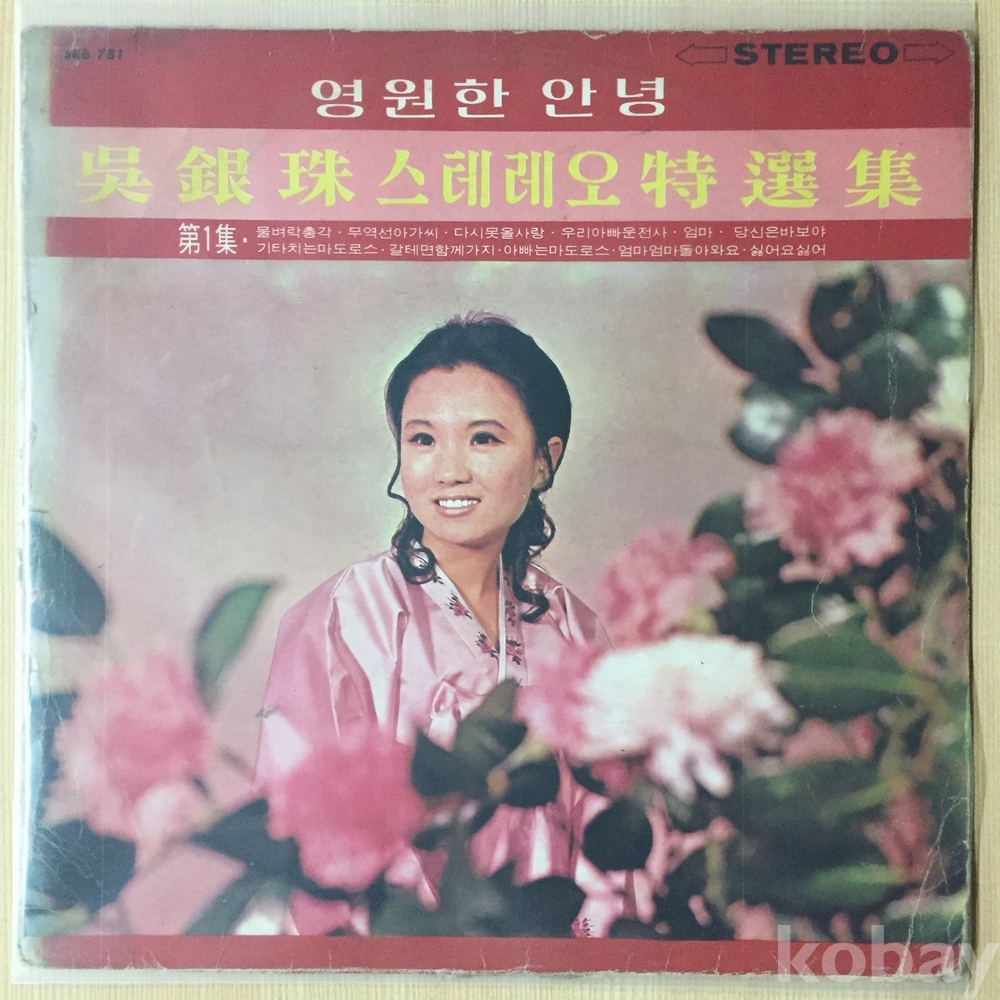 SRB 781
STEREO
영원한 안녕
吳銀珠 스테레오 特選集
第1集· 물벼락총각 · 무역선아가씨 · 다시못올사랑 · 우리아빠운전사 · 엄마 · 당신은바보야
기타치는마도로스 · 갈테면함께가지 · 아빠는마도로스 · 엄마엄마돌아와요 · 싫어요싫어
kobay